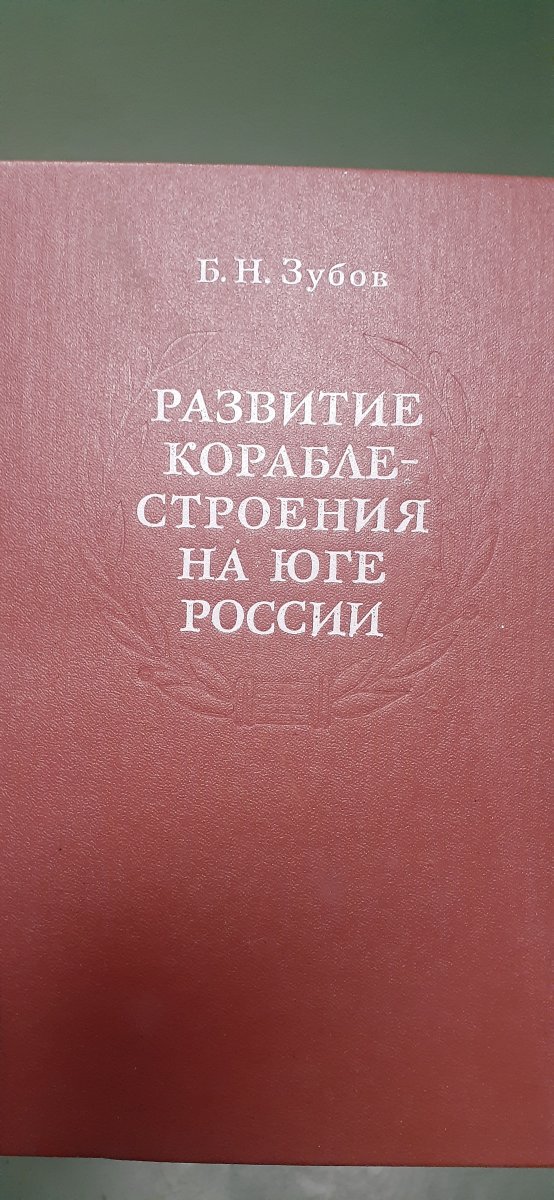 Б. Н. Зубов
РАЗВИТИЕ
КОРАБЛЕ-
СТРОЕНИЯ
НА ЮГЕ
РОССИИ